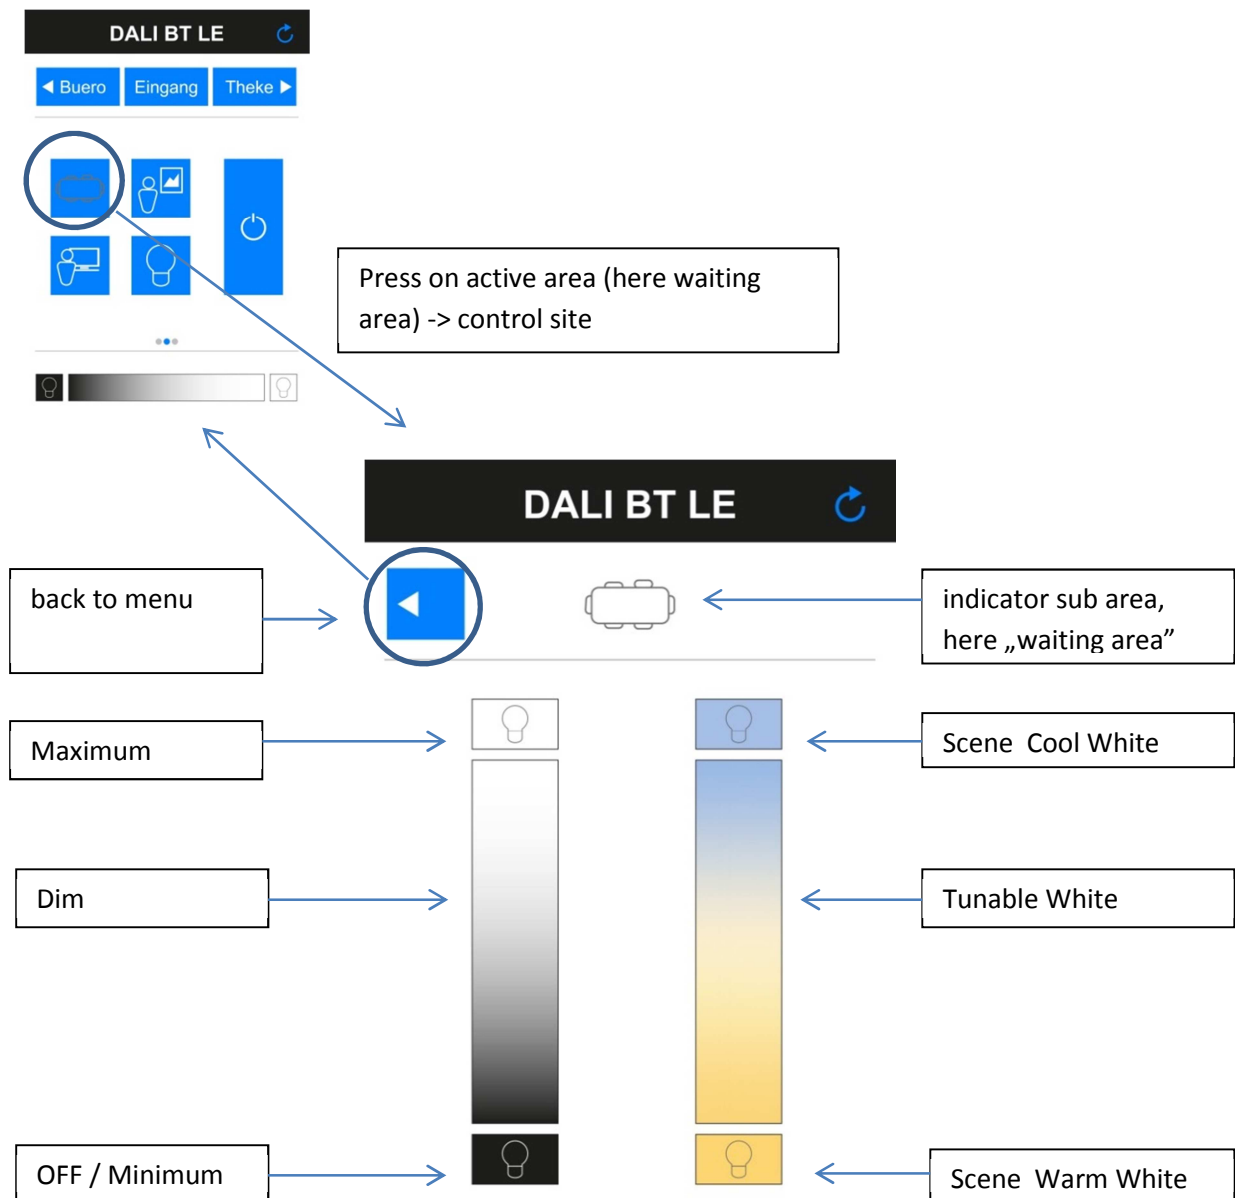 DALI BT LE
◀ Buero Eingang Theke ▶
Press on active area (here waiting
area) -> control site
DALI BT LE
back to menu
indicator sub area,
here „waiting area”
Maximum
Scene Cool White
Dim
Tunable White
OFF / Minimum
Scene Warm White